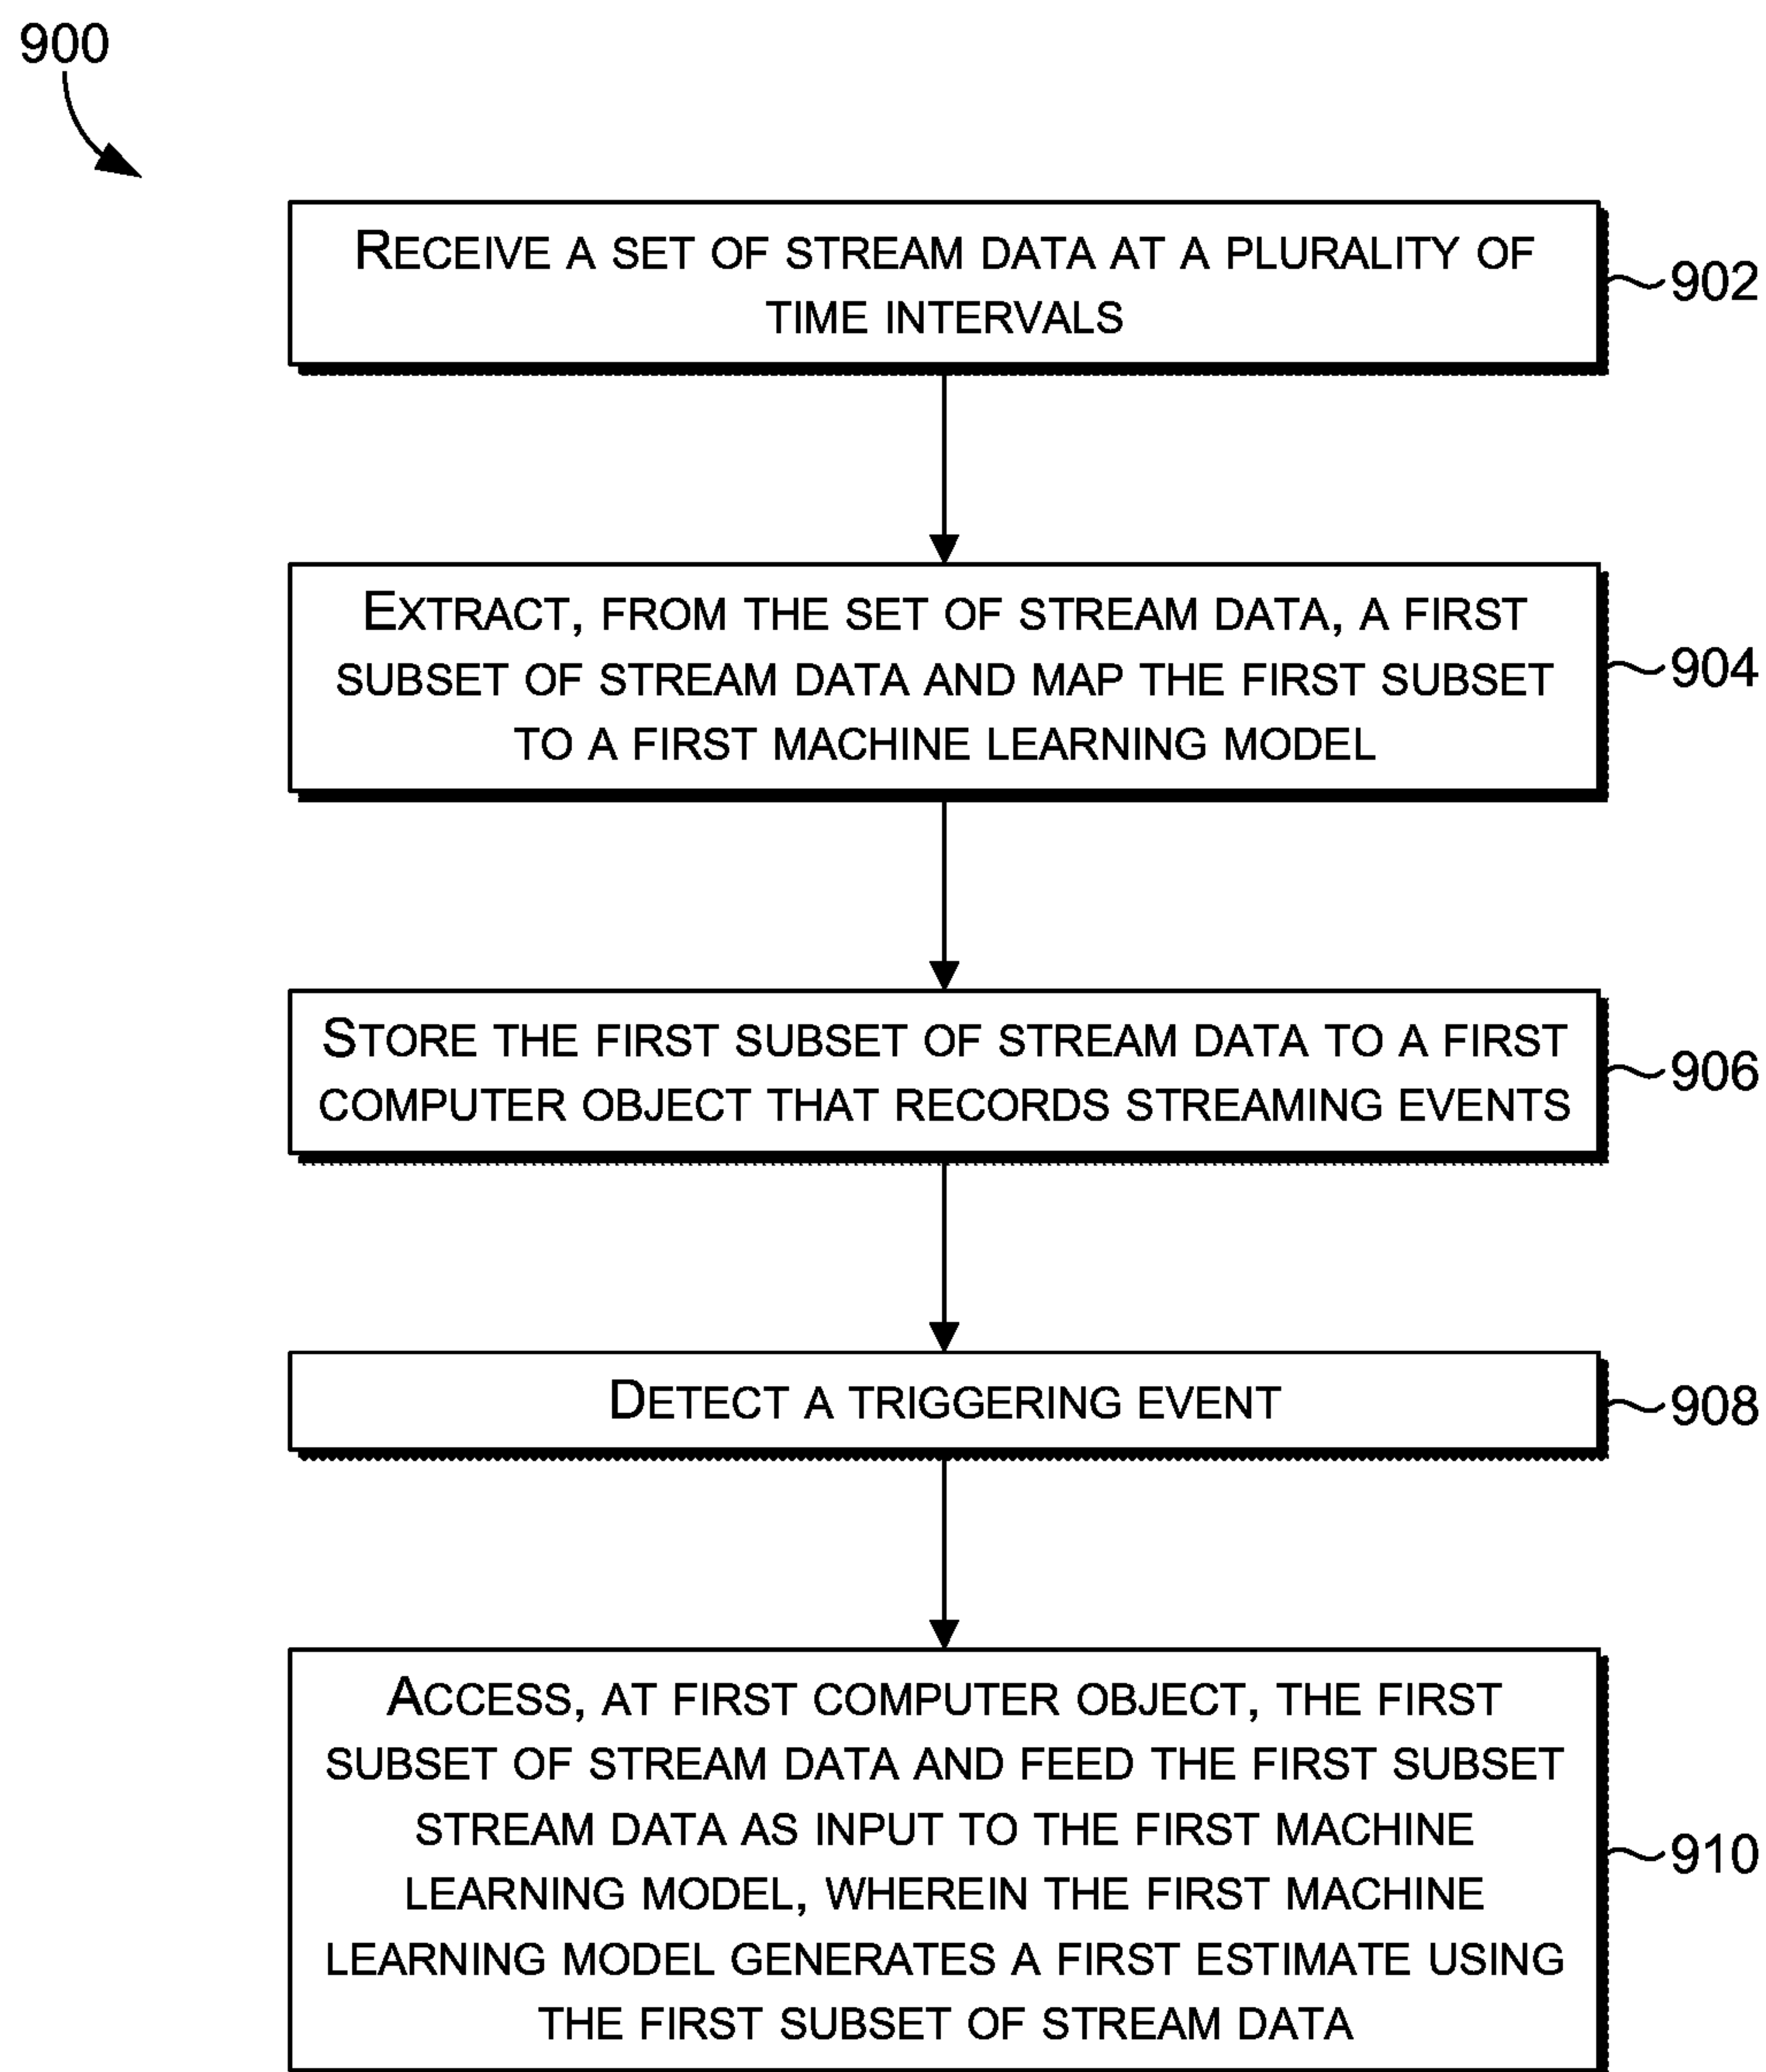 900
RECEIVE A SET OF STREAM DATA AT A PLURALITY OF
TIME INTERVALS
902
EXTRACT, FROM THE SET OF STREAM DATA, A FIRST
SUBSET OF STREAM DATA AND MAP THE FIRST SUBSET
TO A FIRST MACHINE LEARNING MODEL
904
STORE THE FIRST SUBSET OF STREAM DATA TO A FIRST
COMPUTER OBJECT THAT RECORDS STREAMING EVENTS
906
DETECT A TRIGGERING EVENT
908
ACCESS, AT FIRST COMPUTER OBJECT, THE FIRST
SUBSET OF STREAM DATA AND FEED THE FIRST SUBSET
STREAM DATA AS INPUT TO THE FIRST MACHINE
LEARNING MODEL, WHEREIN THE FIRST MACHINE
LEARNING MODEL GENERATES A FIRST ESTIMATE USING
THE FIRST SUBSET OF STREAM DATA
910